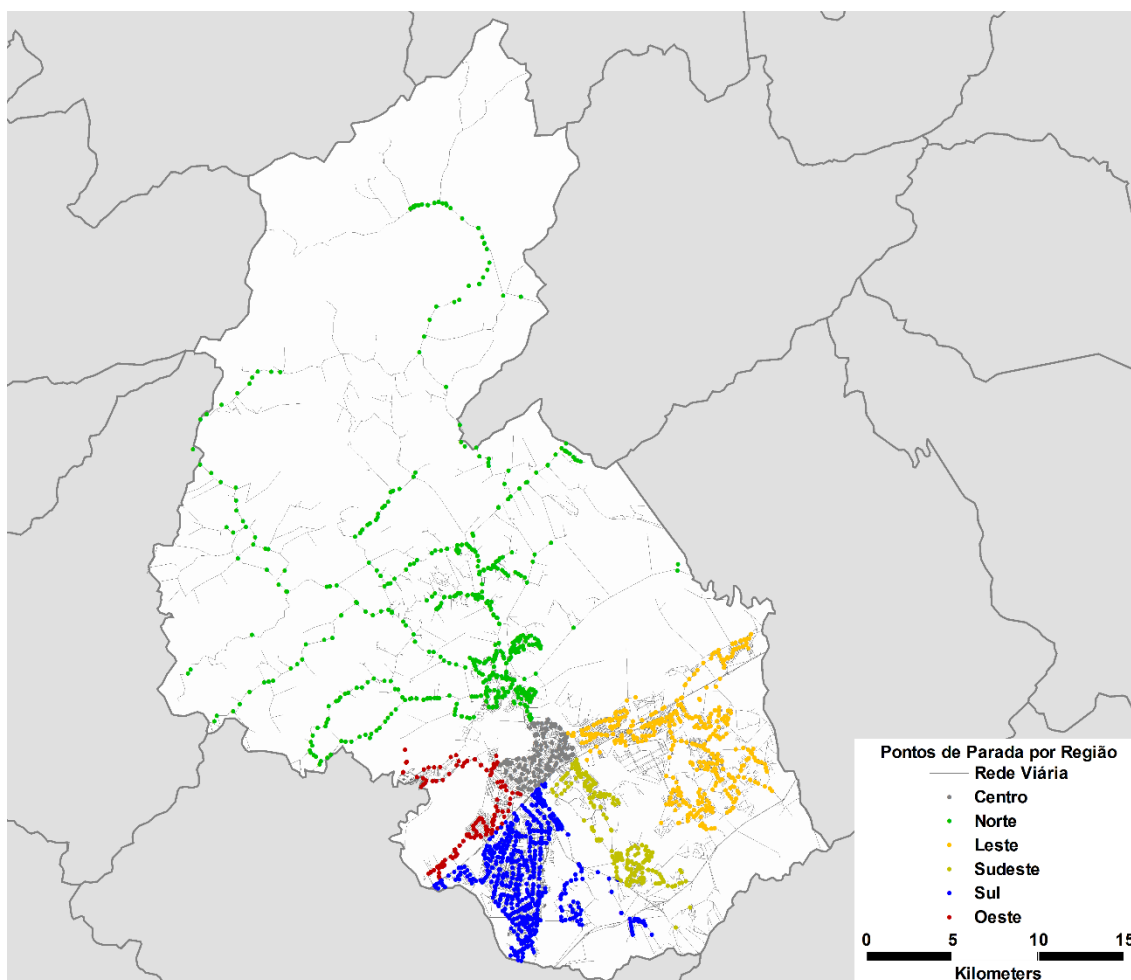 Pontos de Parada por Região
Rede Viária
Centro
Norte
Leste
Sudeste
Sul
Oeste
0 5 10 15
Kilometers